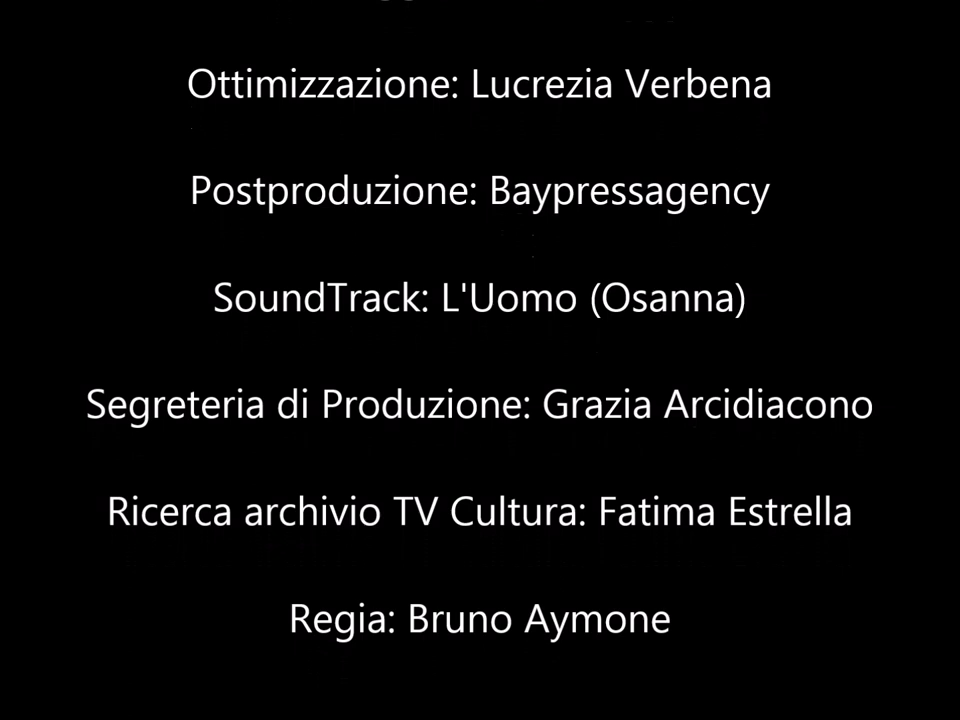 Ottimizzazione: Lucrezia Verbena
Postproduzione: Baypressagency
SoundTrack: L'Uomo (Osanna)
Segreteria di Produzione: Grazia Arcidiacono
Ricerca archivio TV Cultura: Fatima Estrella
Regia: Bruno Aymone